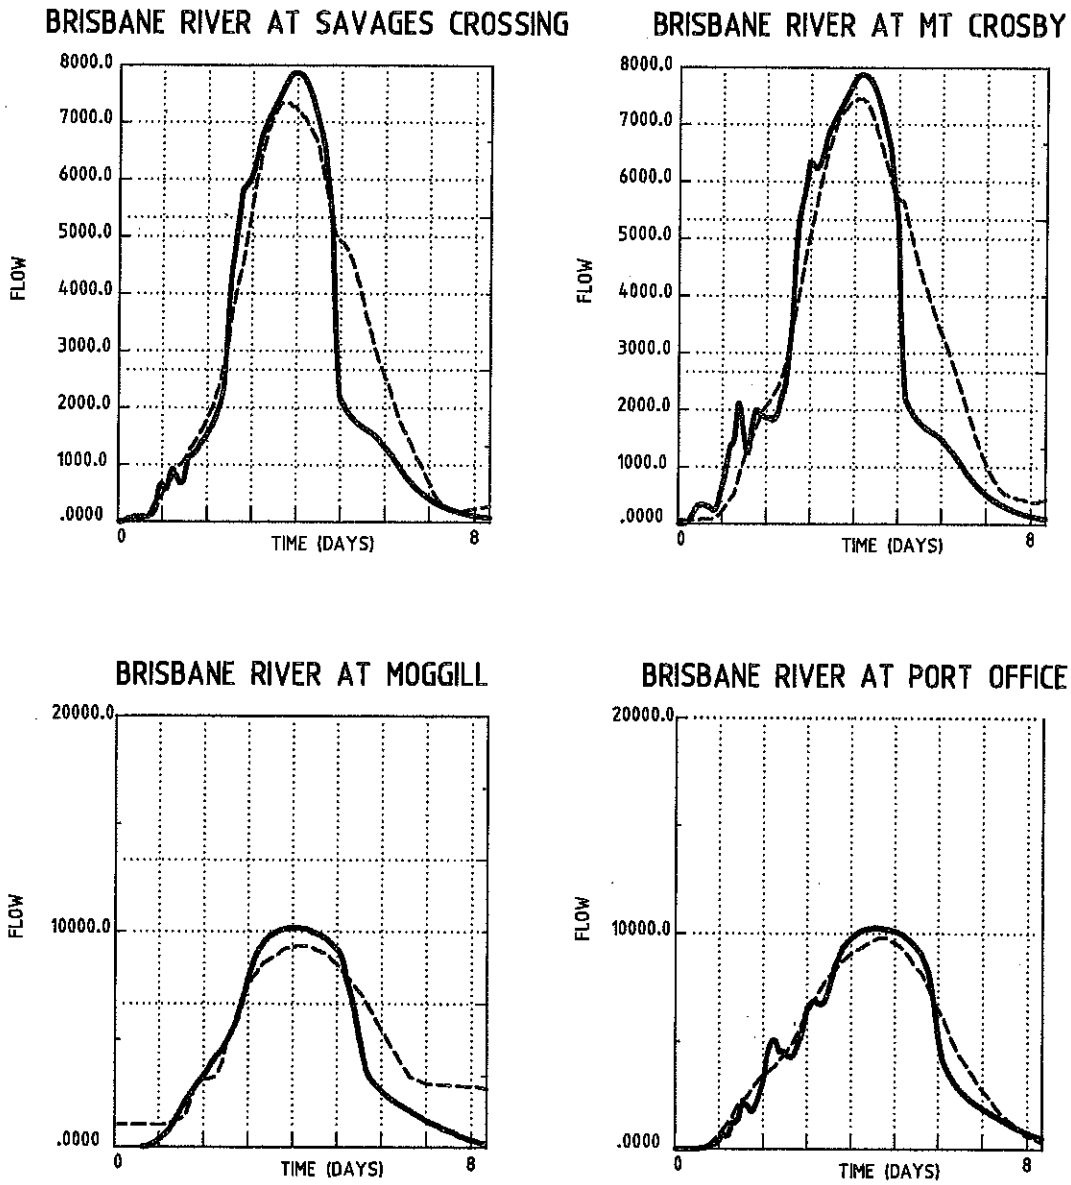 BRISBANE RIVER AT SAVAGES CROSSING
8000.0
7000.0
6000.0
5000.0
4000.0
3000.0
2000.0
1000.0
.0000
FLOW
0
8
TIME (DAYS)
BRISBANE RIVER AT MT CROSBY
8000.0
7000.0
6000.0
5000.0
4000.0
3000.0
2000.0
1000.0
.0000
FLOW
0
8
TIME (DAYS)
BRISBANE RIVER AT MOGGILL
20000.0
10000.0
.0000
FLOW
0
8
TIME (DAYS)
BRISBANE RIVER AT PORT OFFICE
20000.0
10000.0
.0000
FLOW
0
8
TIME (DAYS)